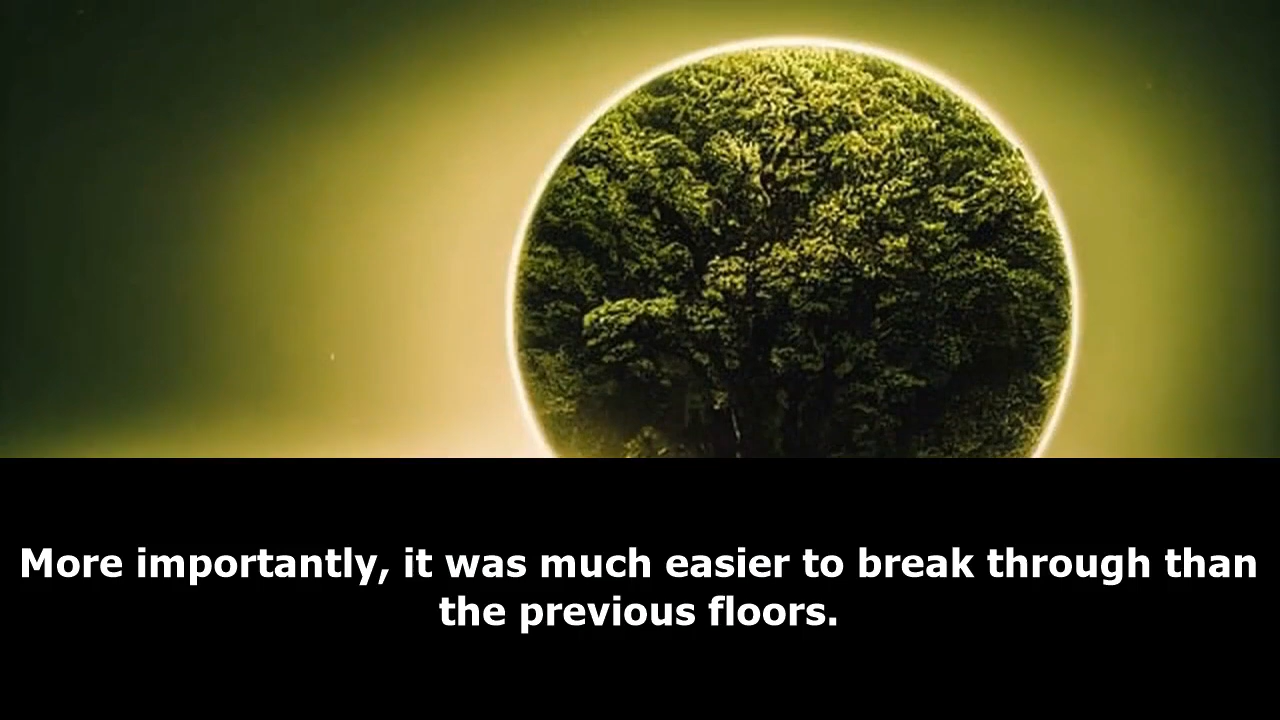 More importantly, it was much easier to break through than
the previous floors.